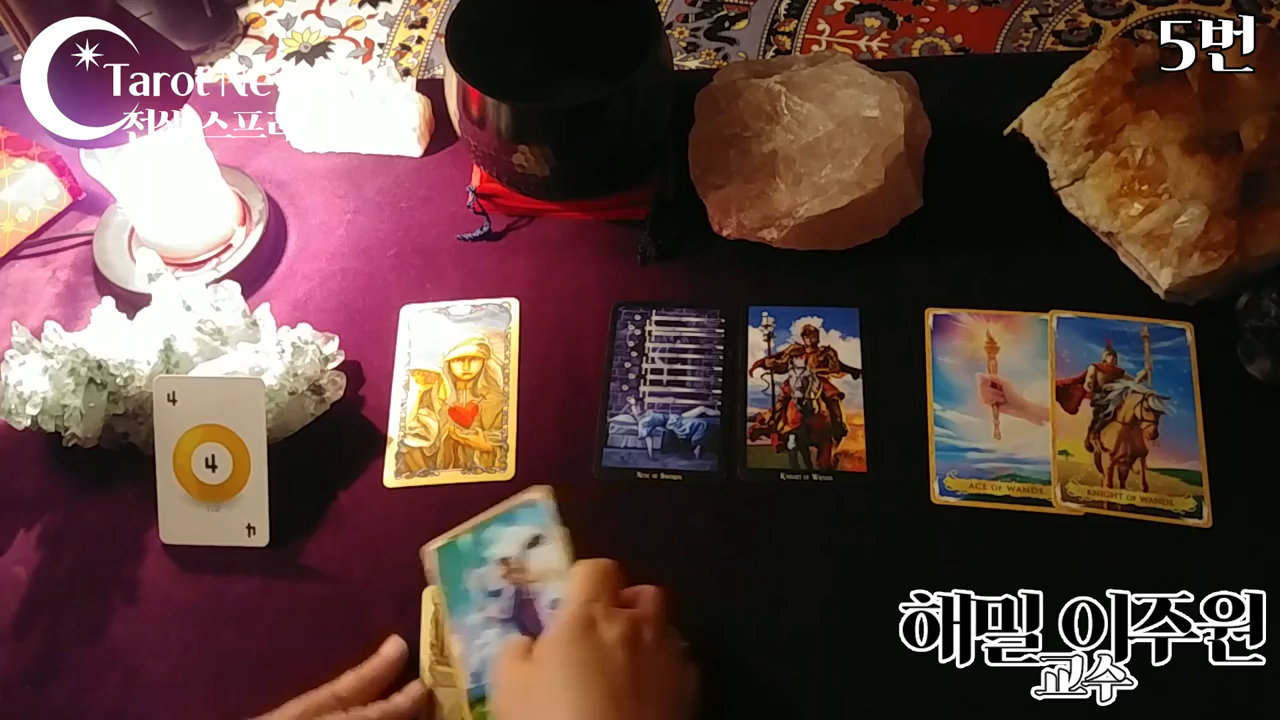 5번
Tarot Ne
해밀 이주원
교수
4
4
4
NINE OF SWORDS
KNIGHT OF WANDS
ACE OF WANDS
KNIGHT OF WANDS